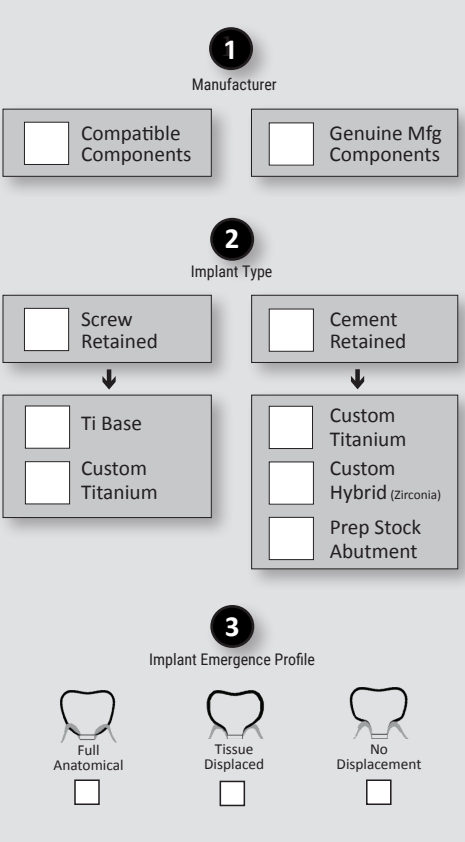 1
Manufacturer
Compatible
Components
Genuine Mfg
Components
2
Implant Type
Screw
Retained
Cement
Retained
Ti Base
Custom
Titanium
Custom
Titanium
Custom
Hybrid (Zirconia)
Prep Stock
Abutment
3
Implant Emergence Profile
Full
Anatomical
Tissue
Displaced
No
Displacement